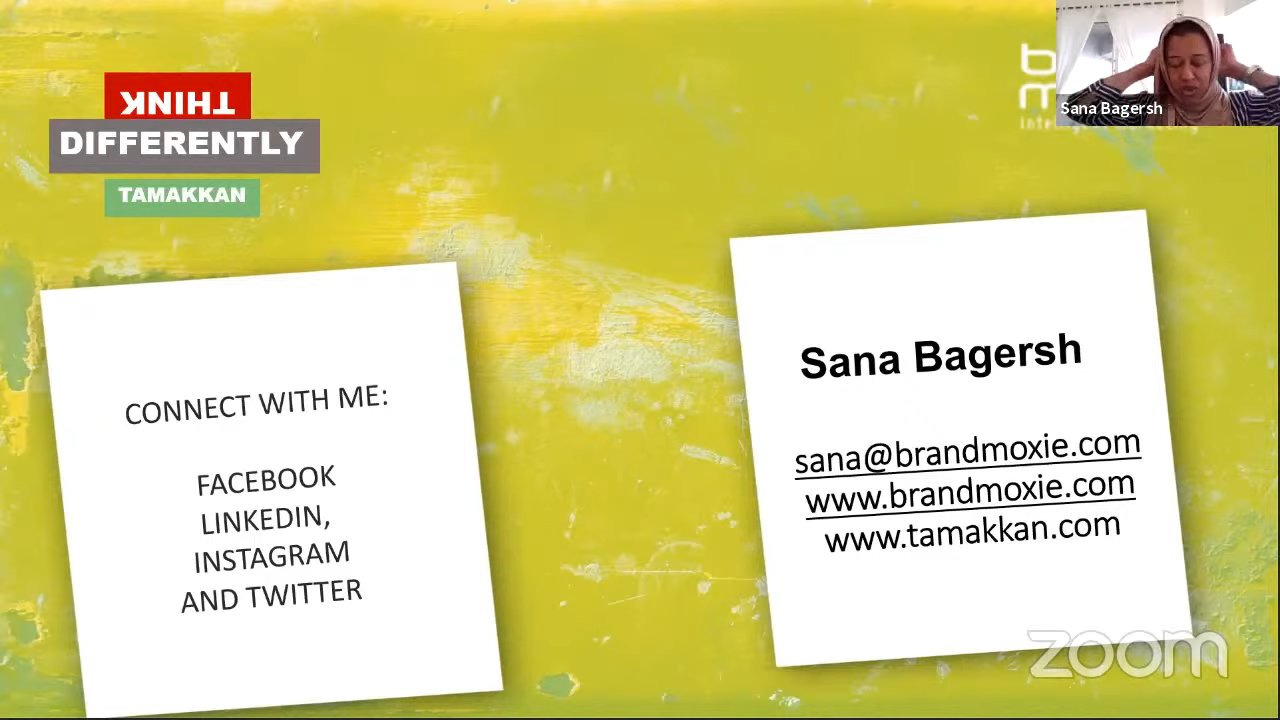 THINK
DIFFERENTLY
TAMAKKAN
Sana Bagersh
CONNECT WITH ME:
FACEBOOK
LINKEDIN,
INSTAGRAM
AND TWITTER
Sana Bagersh
sana@brandmoxie.com
www.brandmoxie.com
www.tamakkan.com
zoom